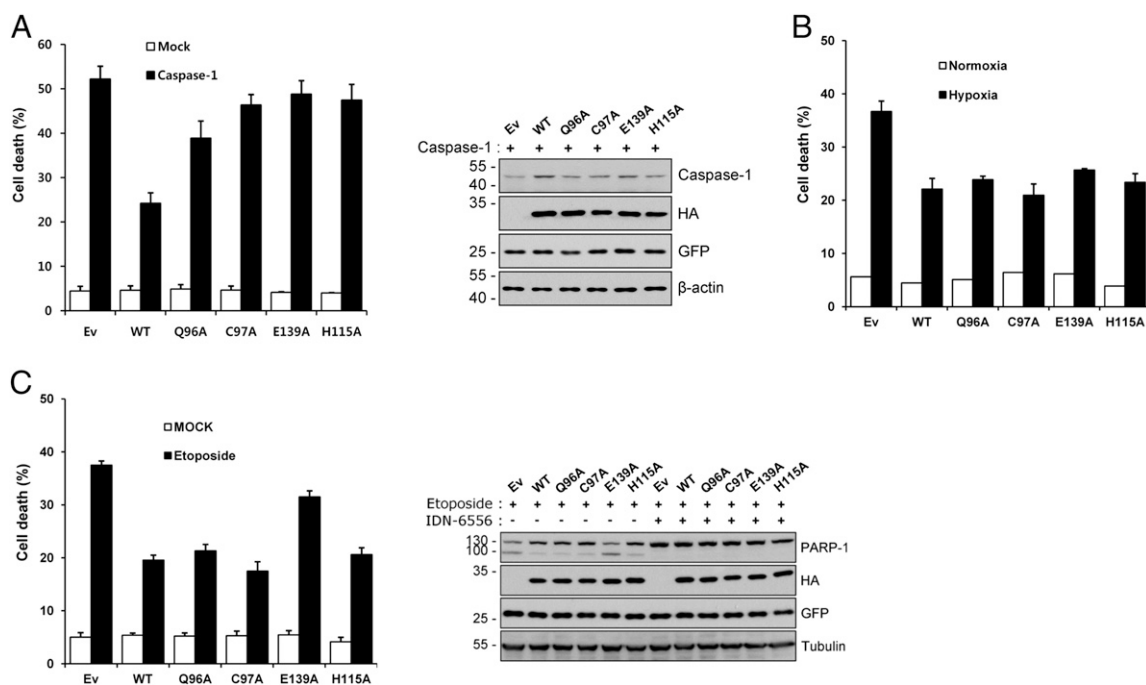 A
Mock
Caspase-1
Cell death (%)
60
50
40
30
20
10
0
Ev WT Q96A C97A E139A H115A
Ev WT Q96A C97A E139A H115A
Caspase-1 : + + + + + +
55 -
40 -
Caspase-1
35 -
HA
25 -
GFP
55 -
40 -
β-actin
B
Normoxia
Hypoxia
Cell death (%)
50
40
30
20
10
0
Ev WT Q96A C97A E139A H115A
C
MOCK
Etoposide
Cell death (%)
50
40
30
20
10
0
Ev WT Q96A C97A E139A H115A
Ev WT Q96A C97A E139A H115A Ev WT Q96A C97A E139A H115A
Etoposide : + + + + + + + + + + + +
IDN-6556 : - - - - - - + + + + + +
130 -
100 -
PARP-1
35 -
HA
25 -
GFP
55 -
Tubulin